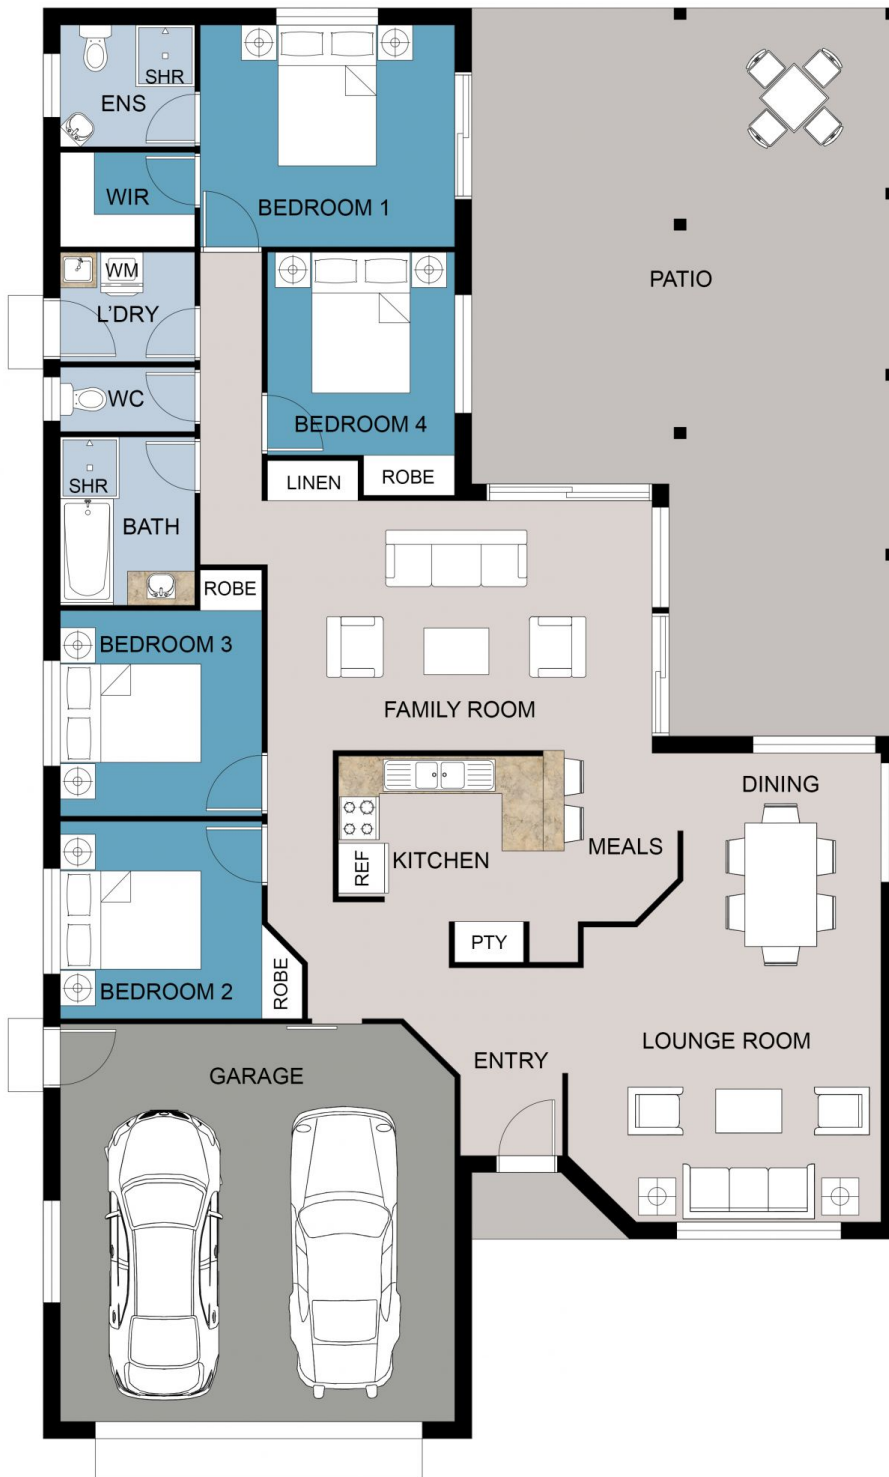 SHR
ENS
WIR
BEDROOM 1
WM
L'DRY
PATIO
WC
BEDROOM 4
LINEN
ROBE
SHR
BATH
ROBE
BEDROOM 3
FAMILY ROOM
DINING
REF
KITCHEN
MEALS
PTY
ROBE
BEDROOM 2
LOUNGE ROOM
ENTRY
GARAGE